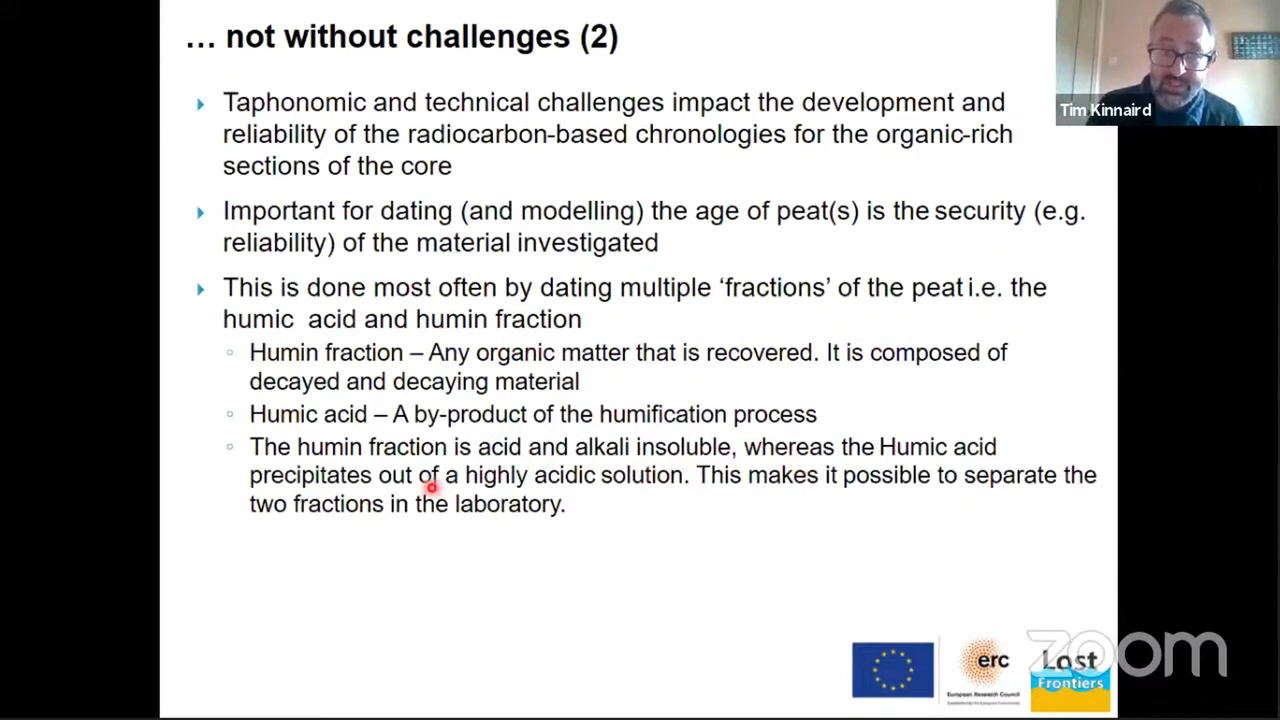 ... not without challenges (2)
Tim Kinnaird
Taphonomic and technical challenges impact the development and
reliability of the radiocarbon-based chronologies for the organic-rich
sections of the core
Important for dating (and modelling) the age of peat(s) is the security (e.g.
reliability) of the material investigated
This is done most often by dating multiple ‘fractions’ of the peat i.e. the
humic acid and humin fraction
Humin fraction – Any organic matter that is recovered. It is composed of
decayed and decaying material
Humic acid – A by-product of the humification process
The humin fraction is acid and alkali insoluble, whereas the Humic acid
precipitates out of a highly acidic solution. This makes it possible to separate the
two fractions in the laboratory.
erc
European Research Council
Lost
Frontiers
zoom